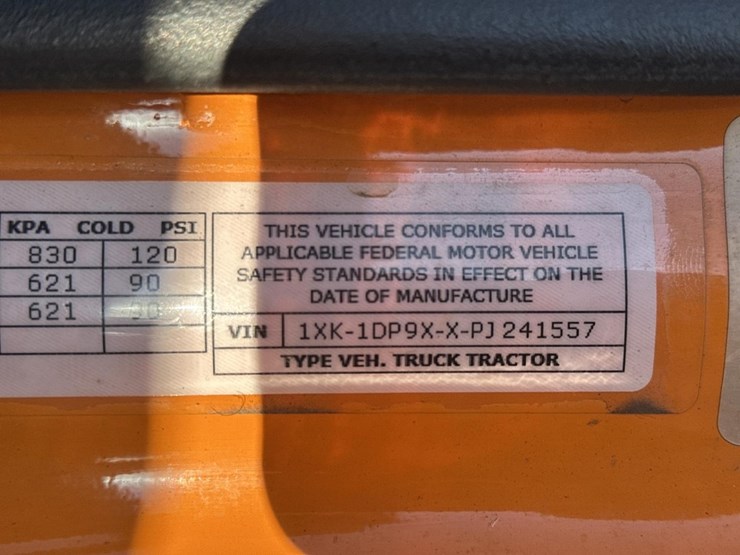 KPA COLD PSI
830 120
621 90
621
THIS VEHICLE CONFORMS TO ALL
APPLICABLE FEDERAL MOTOR VEHICLE
SAFETY STANDARDS IN EFFECT ON THE
DATE OF MANUFACTURE
VIN 1XK-1DP9X-X-PJ241557
TYPE VEH. TRUCK TRACTOR